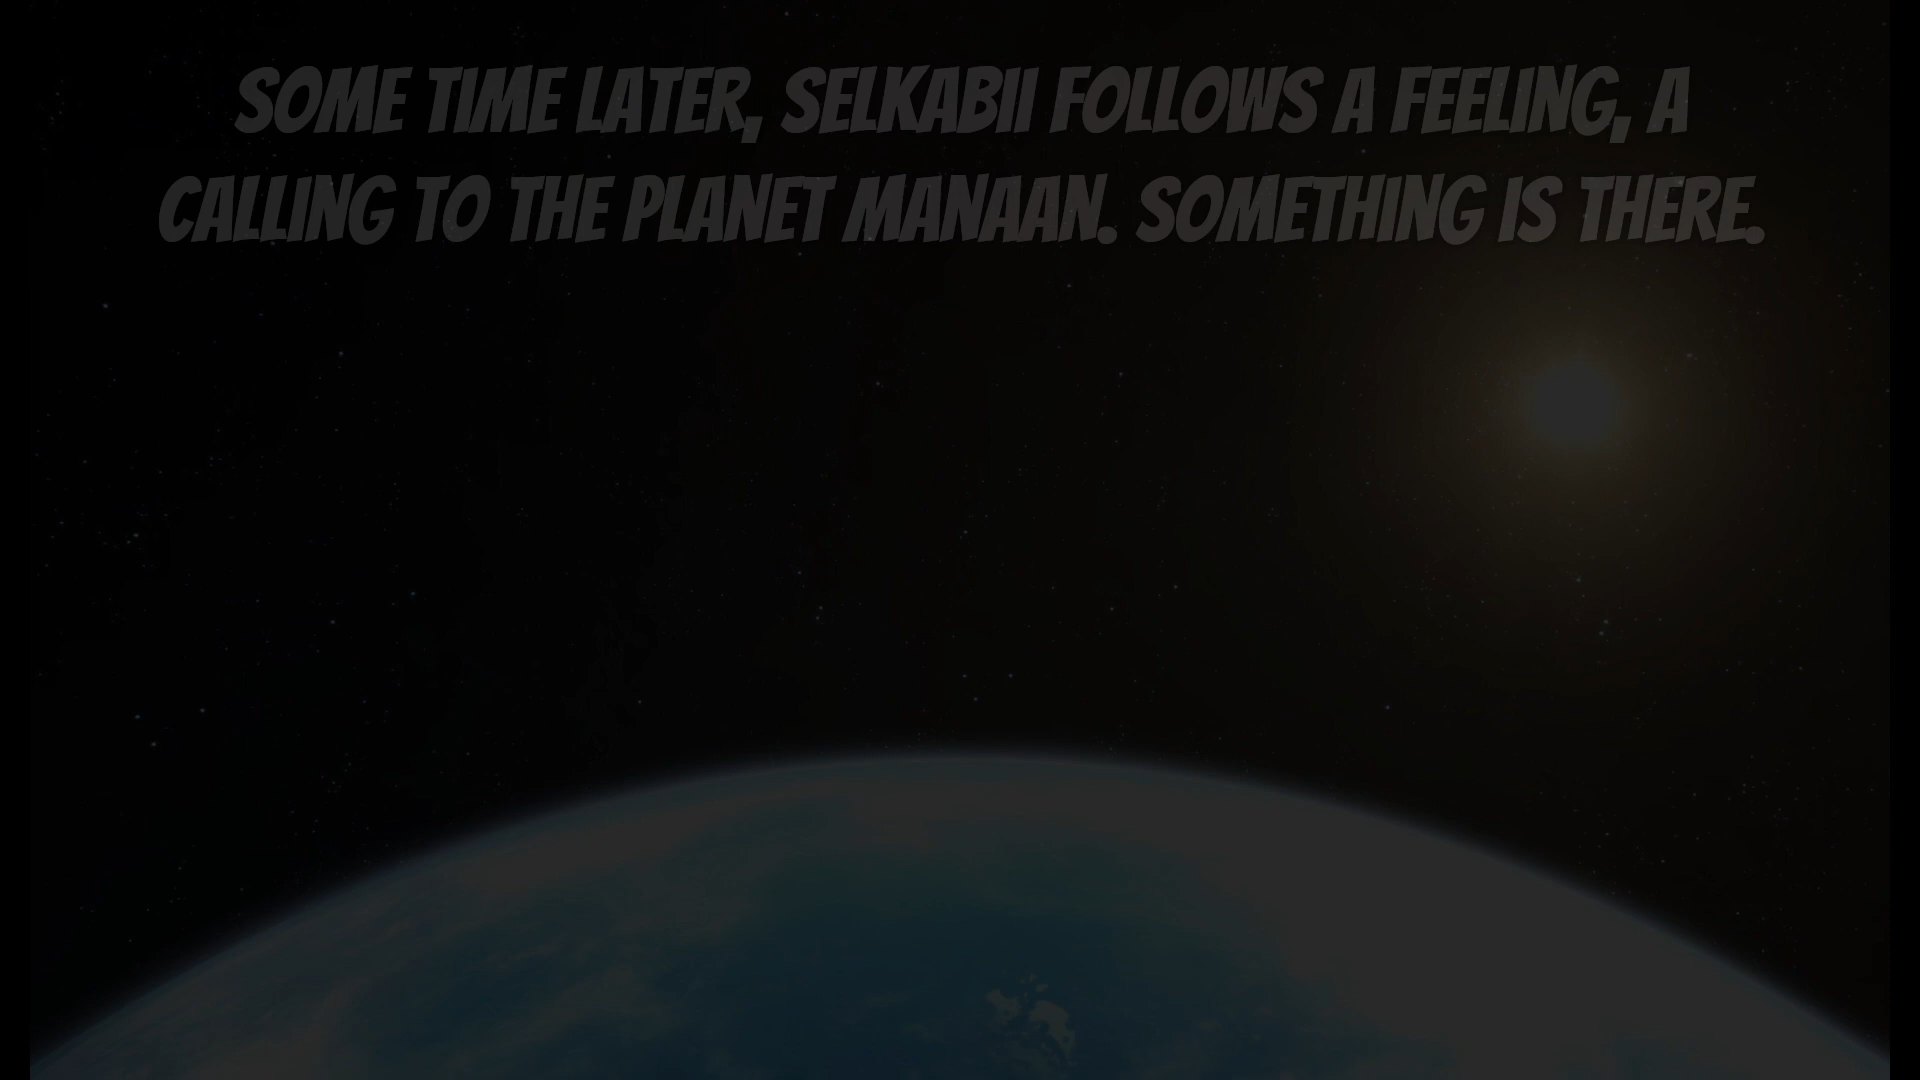 SOME TIME LATER, SELKABII FOLLOWS A FEELING, A
CALLING TO THE PLANET MANAAN. SOMETHING IS THERE.